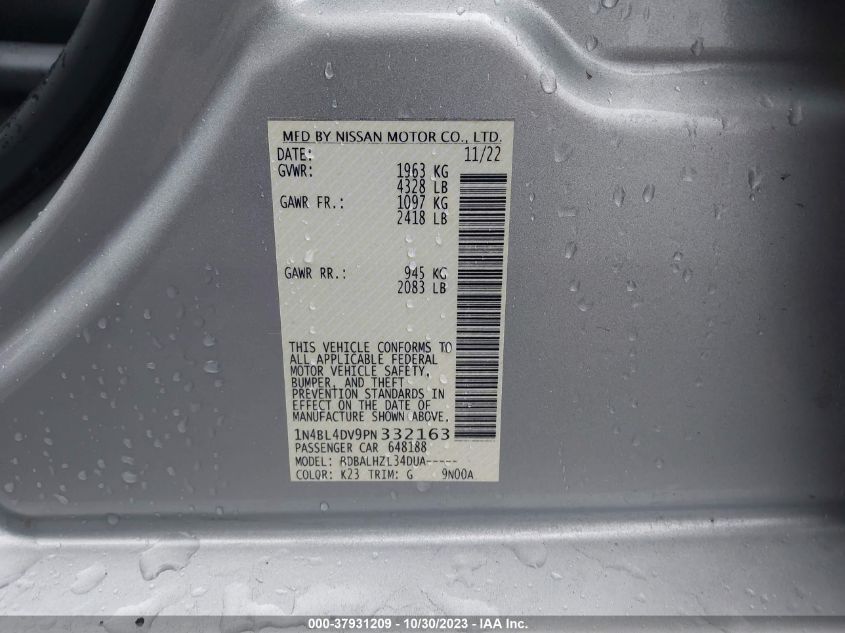 MFD BY NISSAN MOTOR CO., LTD.
DATE: 11/22
GVWR: 1963 KG
4328 LB
GAWR FR.: 1097 KG
2418 LB
GAWR RR.: 945 KG
2083 LB
THIS VEHICLE CONFORMS TO
ALL APPLICABLE FEDERAL
MOTOR VEHICLE SAFETY,
BUMPER, AND THEFT
PREVENTION STANDARDS IN
EFFECT ON THE DATE OF
MANUFACTURE SHOWN ABOVE.
1N4BL4DV9PN332163
PASSENGER CAR 648188
MODEL: RDBALHZL34DUA-----
COLOR: K23 TRIM: G 9N00A
000-37931209 - 10/30/2023 - IAA Inc.